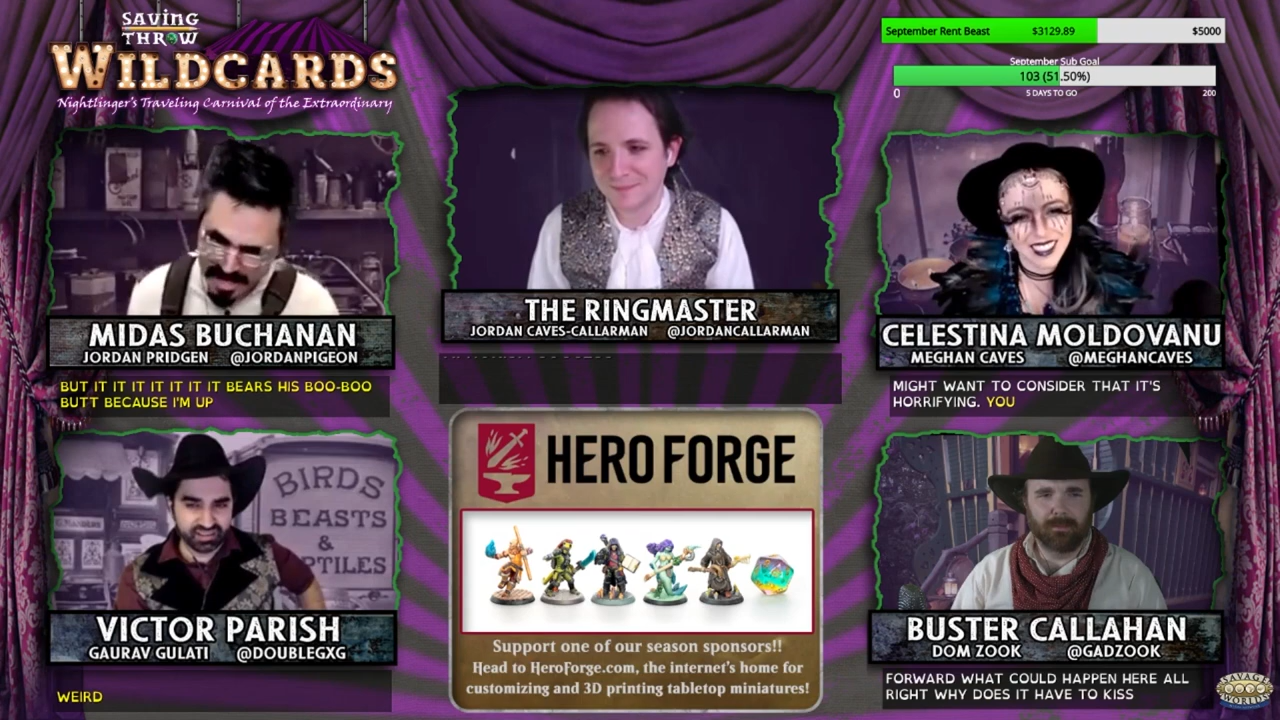 SAVING
THROW
WILDCARDS
Nightlinger's Traveling Carnival of the Extraordinary
September Rent Beast $3129.89 $5000
September Sub Goal
103 (51.50%)
0 5 DAYS TO GO 200
THE RINGMASTER
JORDAN CAVES-CALLARMAN @JORDANCALLARMAN
MIDAS BUCHANAN
JORDAN PRIDGEN @JORDANPIGEON
BUT IT IT IT IT IT IT IT BEARS HIS BOO-BOO
BUTT BECAUSE I'M UP
CELESTINA MOLDOVANU
MEGHAN CAVES @MEGHANCAVES
MIGHT WANT TO CONSIDER THAT IT'S
HORRIFYING. YOU
BIRDS
BEASTS
&
PTILES
VICTOR PARISH
GAURAV GULATI @DOUBLEGXG
WEIRD
HERO FORGE
Support one of our season sponsors!!
Head to HeroForge.com, the internet's home for
customizing and 3D printing tabletop miniatures!
BUSTER CALLAHAN
DOM ZOOK @GADZOOK
FORWARD WHAT COULD HAPPEN HERE ALL
RIGHT WHY DOES IT HAVE TO KISS
SAVAGE
WORLDS